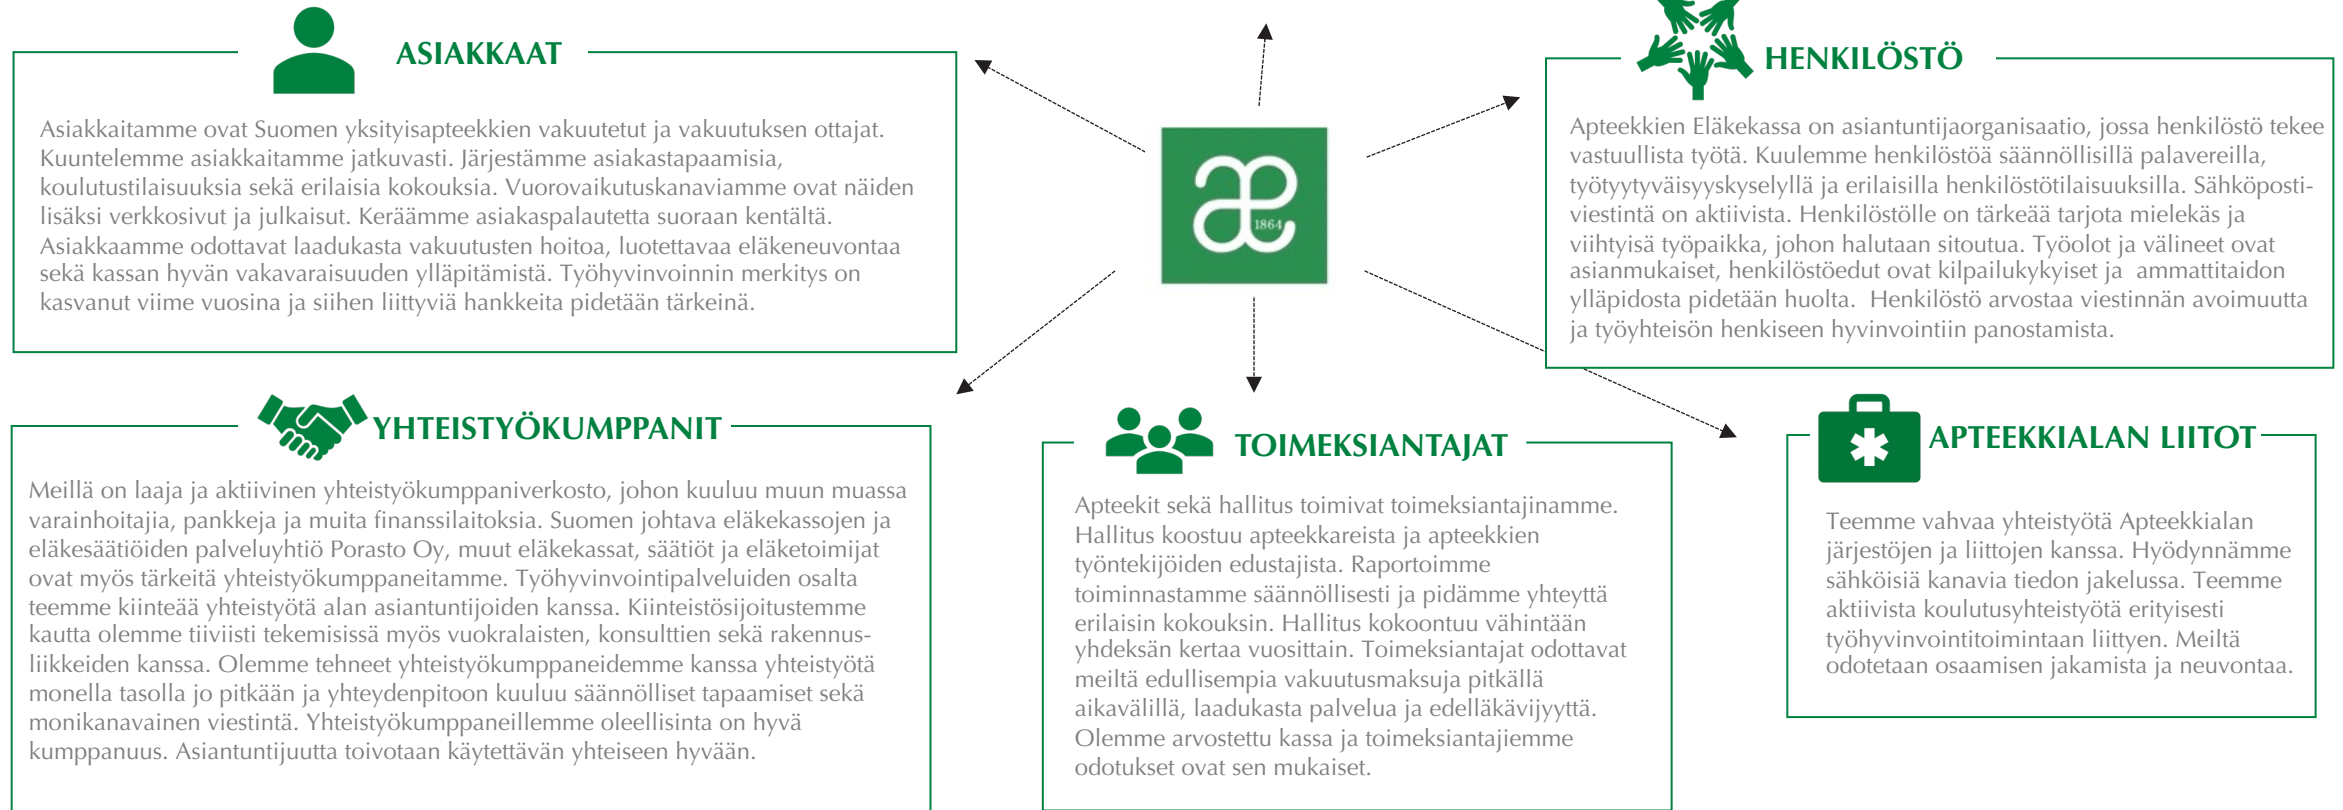 ASIAKKAAT
Asiakkaitamme ovat Suomen yksityisapteekkien vakuutetut ja vakuutuksen ottajat.
Kuuntelemme asiakkaitamme jatkuvasti. Järjestämme asiakastapaamisia,
koulutustilaisuuksia sekä erilaisia kokouksia. Vuorovaikutuskanaviamme ovat näiden
lisäksi verkkosivut ja julkaisut. Keräämme asiakaspalautetta suoraan kentältä.
Asiakkaamme odottavat laadukasta vakuutusten hoitoa, luotettavaa eläkeneuvontaa
sekä kassan hyvän vakavaraisuuden ylläpitämistä. Työhyvinvoinnin merkitys on
kasvanut viime vuosina ja siihen liittyviä hankkeita pidetään tärkeinä.
æ
1864
HENKILÖSTÖ
Apteekkien Eläkekassa on asiantuntijaorganisaatio, jossa henkilöstö tekee
vastuullista työtä. Kuulemme henkilöstöä säännöllisillä palavereilla,
työtyytyväisyyskyselyllä ja erilaisilla henkilöstötilaisuuksilla. Sähköposti-
viestintä on aktiivista. Henkilöstölle on tärkeää tarjota mielekäs ja
viihtyisä työpaikka, johon halutaan sitoutua. Työolot ja välineet ovat
asianmukaiset, henkilöstöedut ovat kilpailukykyiset ja ammattitaidon
ylläpidosta pidetään huolta. Henkilöstö arvostaa viestinnän avoimuutta
ja työyhteisön henkiseen hyvinvointiin panostamista.
YHTEISTYÖKUMPPANIT
Meillä on laaja ja aktiivinen yhteistyökumppaniverkosto, johon kuuluu muun muassa
varainhoitajia, pankkeja ja muita finanssilaitoksia. Suomen johtava eläkekassojen ja
eläkesäätiöiden palveluyhtiö Porasto Oy, muut eläkekassat, säätiöt ja eläketoimijat
ovat myös tärkeitä yhteistyökumppaneitamme. Työhyvinvointipalveluiden osalta
teemme kiinteää yhteistyötä alan asiantuntijoiden kanssa. Kiinteistösijoitustemme
kautta olemme tiiviisti tekemisissä myös vuokralaisten, konsulttien sekä rakennus-
liikkeiden kanssa. Olemme tehneet yhteistyökumppaneidemme kanssa yhteistyötä
monella tasolla jo pitkään ja yhteydenpitoon kuuluu säännölliset tapaamiset sekä
monikanavainen viestintä. Yhteistyökumppaneillemme oleellisinta on hyvä
kumppanuus. Asiantuntijuutta toivotaan käytettävän yhteiseen hyvään.
TOIMEKSIANTAJAT
Apteekit sekä hallitus toimivat toimeksiantajinamme.
Hallitus koostuu apteekkareista ja apteekkien
työntekijöiden edustajista. Raportoimme
toiminnastamme säännöllisesti ja pidämme yhteyttä
erilaisin kokouksin. Hallitus kokoontuu vähintään
yhdeksän kertaa vuosittain. Toimeksiantajat odottavat
meiltä edullisempia vakuutusmaksuja pitkällä
aikavälillä, laadukasta palvelua ja edelläkävijyyttä.
Olemme arvostettu kassa ja toimeksiantajiemme
odotukset ovat sen mukaiset.
APTEEKKIALAN LIITOT
Teemme vahvaa yhteistyötä Apteekkialan
järjestöjen ja liittojen kanssa. Hyödynnämme
sähköisiä kanavia tiedon jakelussa. Teemme
aktiivista koulutusyhteistyötä erityisesti
työhyvinvointitoimintaan liittyen. Meiltä
odotetaan osaamisen jakamista ja neuvontaa.